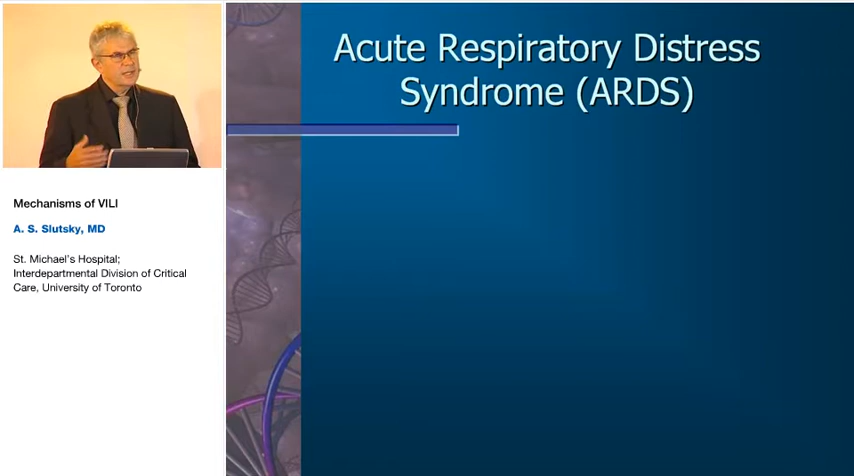 Acute Respiratory Distress
Syndrome (ARDS)
Mechanisms of VILI
A. S. Slutsky, MD
St. Michael's Hospital;
Interdepartmental Division of Critical
Care, University of Toronto